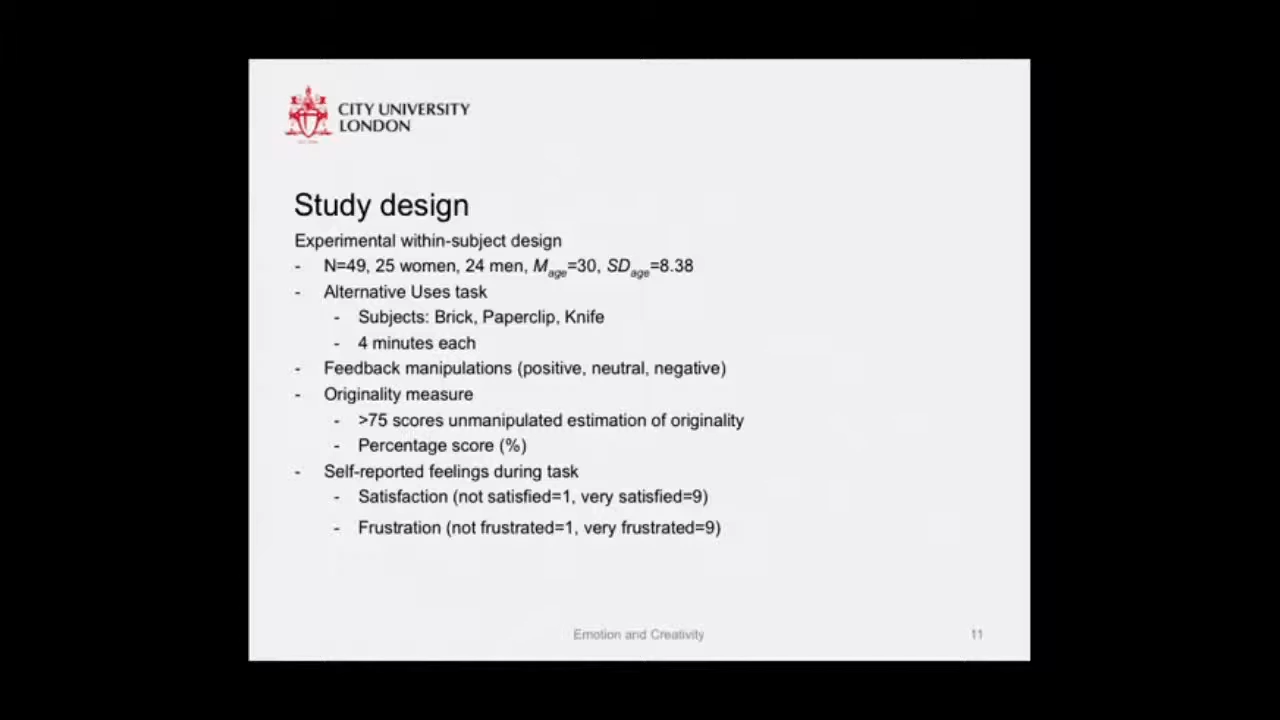 CITY UNIVERSITY
LONDON
Study design
Experimental within-subject design
- N=49, 25 women, 24 men, Mage=30, SDage=8.38
- Alternative Uses task
- Subjects: Brick, Paperclip, Knife
- 4 minutes each
- Feedback manipulations (positive, neutral, negative)
- Originality measure
- >75 scores unmanipulated estimation of originality
- Percentage score (%)
- Self-reported feelings during task
- Satisfaction (not satisfied=1, very satisfied=9)
- Frustration (not frustrated=1, very frustrated=9)
Emotion and Creativity
11